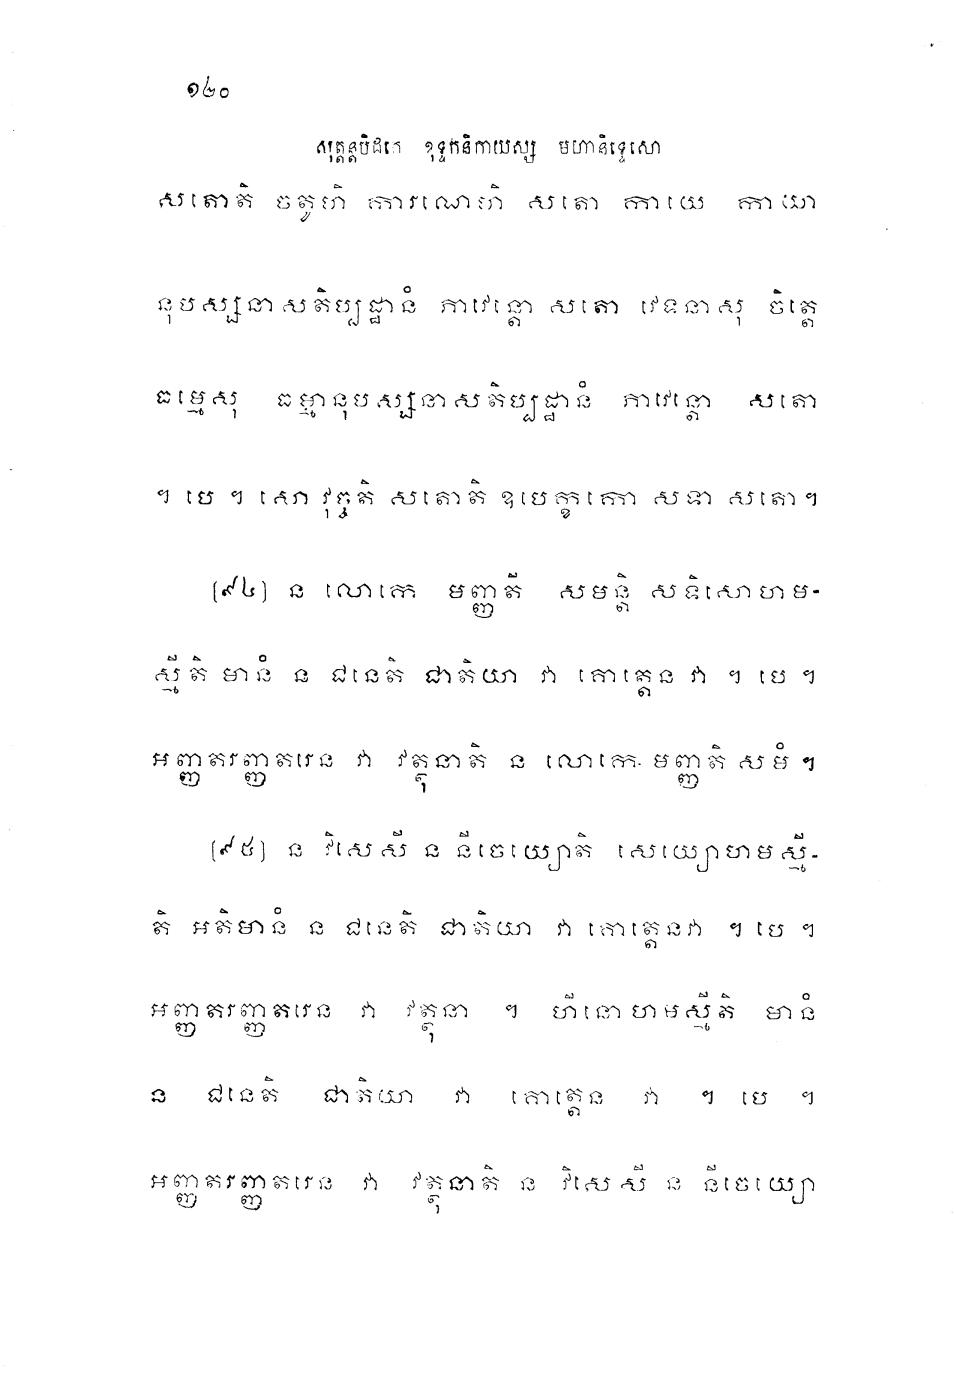 ១៤០
សុត្តន្តបិដកេ ខុទ្ទកនិកាយស្ស មហានិទ្ទេសោ
សតោតិ ចតូហិ ការណេហិ សតោ កាយេ កាយា
នុបស្សនាសតិប្បដ្ឋានំ ភាវេន្តោ សតោ វេទនាសុ ចិត្តេ
ធម្មេសុ ធម្មានុបស្សនាសតិប្បដ្ឋានំ ភាវេន្តោ សតោ
។ បេ ។ សោ វុច្ចតិ សតោតិ ឧបេក្ខកោ សទា សតោ។
(៩៤) ន លោកេ មញ្ញតី សមន្តិ សទិសោហម-
ស្មីតិ មានំ ន ជនេតិ ជាតិយា វា គោត្តេន វា ។ បេ ។
អញ្ញតរញ្ញតរេន វា វត្ថុនាតិ ន លោកេ មញ្ញតិ សមំ ។
(៩៥) ន វិសេសី ន នីចេយ្យោតិ សេយ្យោហមស្មី-
តិ អតិមានំ ន ជនេតិ ជាតិយា វា គោត្តេនវា ។ បេ ។
អញ្ញតរញ្ញតរេន វា វត្ថុនា ។ ហីនោហមស្មីតិ មានំ
ន ជនេតិ ជាតិយា វា គោត្តេន វា ។ បេ ។
អញ្ញតរញ្ញតរេន វា វត្ថុនាតិ ន វិសេសី ន នីចេយ្យោ